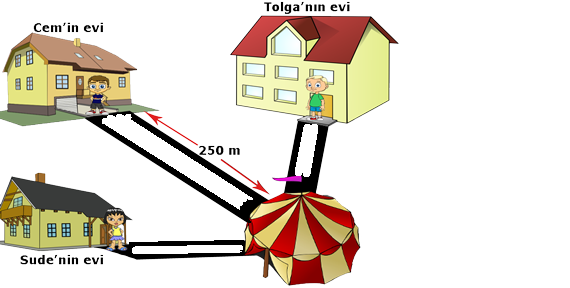 Tolga’nın evi
Cem’in evi
250 m
Sude’nin evi